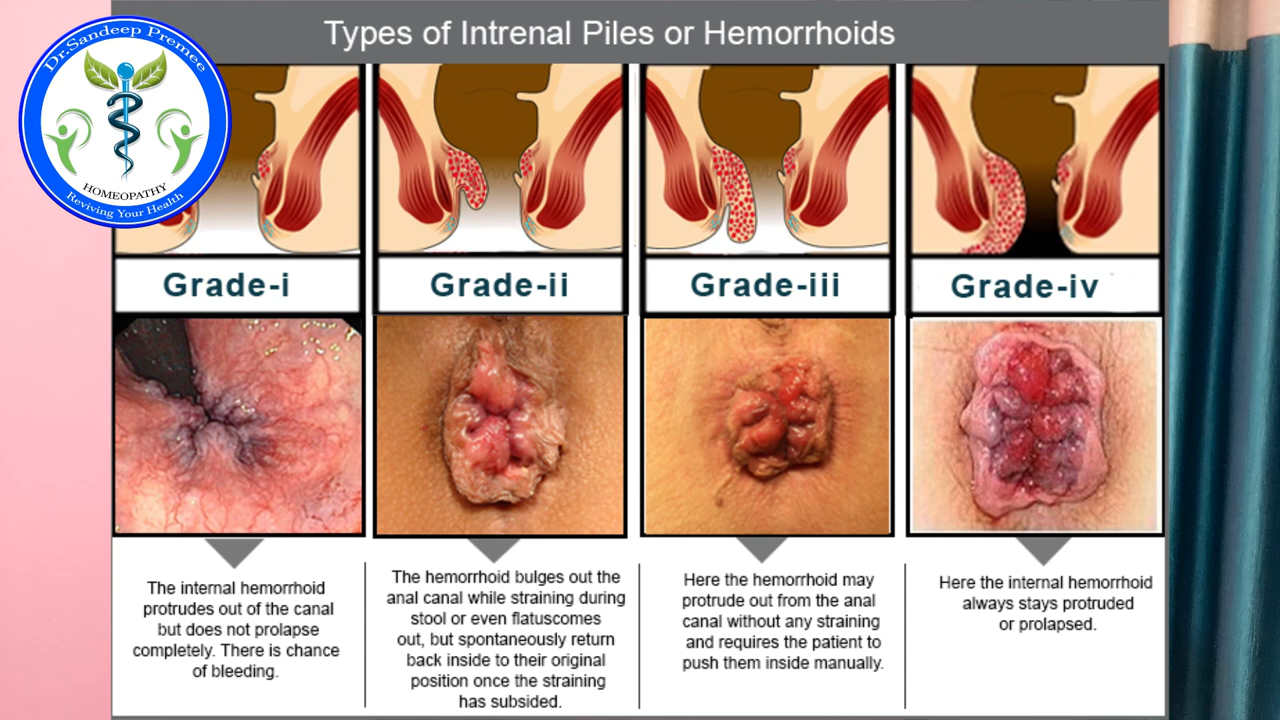 Dr.Sandeep Premee
HOMEOPATHY
Reviving Your Health
Types of Intrenal Piles or Hemorrhoids
Grade-i
Grade-ii
Grade-iii
Grade-iv
The internal hemorrhoid
protrudes out of the canal
but does not prolapse
completely. There is chance
of bleeding.
The hemorrhoid bulges out the
anal canal while straining during
stool or even flatuscomes
out, but spontaneously return
back inside to their original
position once the straining
has subsided.
Here the hemorrhoid may
protrude out from the anal
canal without any straining
and requires the patient to
push them inside manually.
Here the internal hemorrhoid
always stays protruded
or prolapsed.